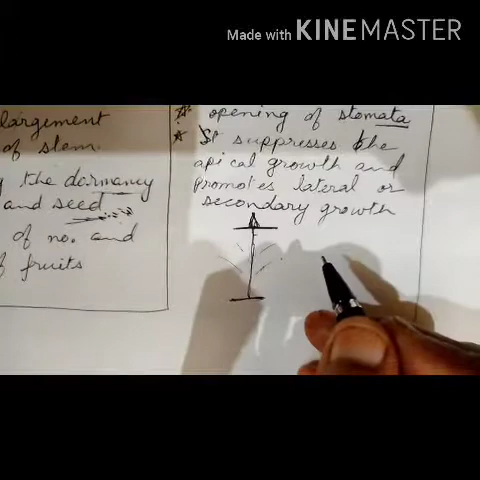 Made with KINEMASTER
largement
of stem.
the dormancy
and seed
of no. and
fruits
opening of stomata
It suppresses the
apical growth and
promotes lateral or
secondary growth